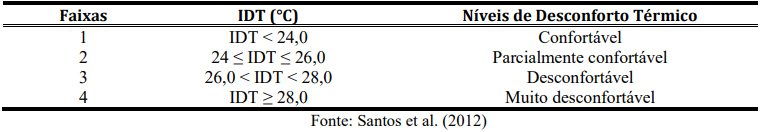 Faixas IDT (°C) Níveis de Desconforto Térmico
1 IDT < 24,0 Confortável
2 24 ≤ IDT ≤ 26,0 Parcialmente confortável
3 26,0 < IDT < 28,0 Desconfortável
4 IDT ≥ 28,0 Muito desconfortável
Fonte: Santos et al. (2012)